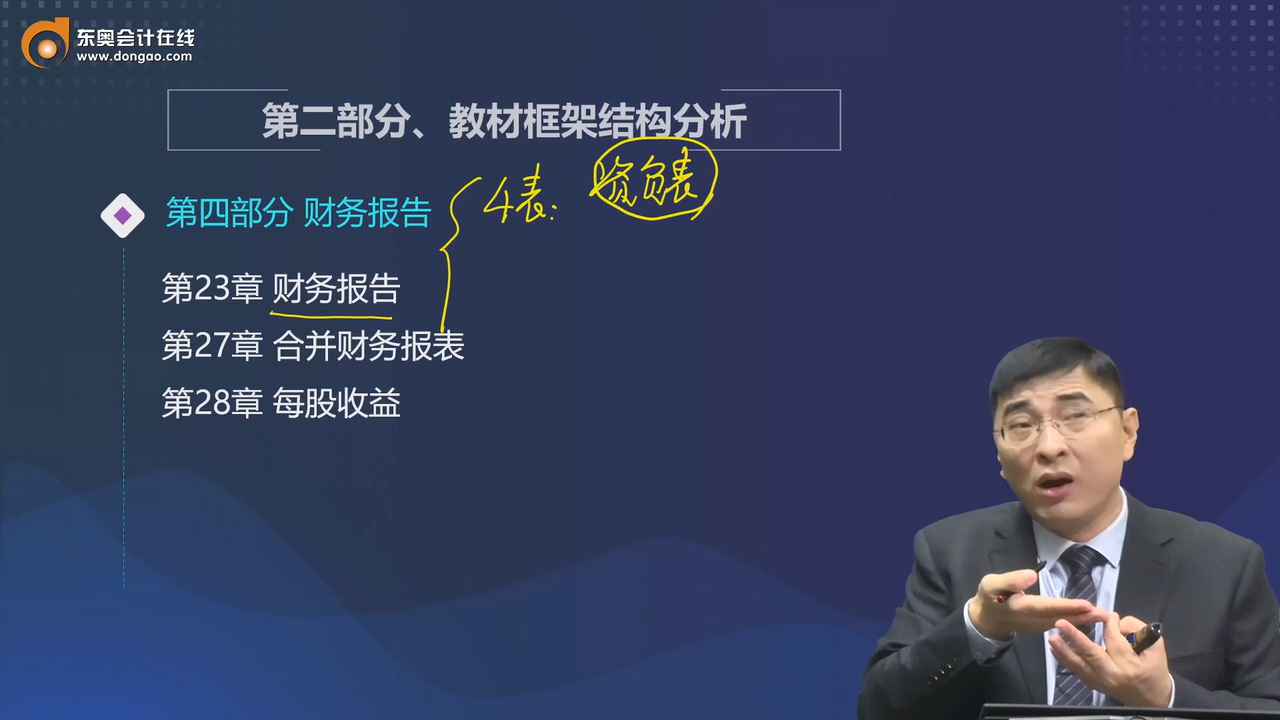 东奥会计在线
www.dongao.com
第二部分、教材框架结构分析
4表: 资负表
第四部分 财务报告
第23章 财务报告
第27章 合并财务报表
第28章 每股收益